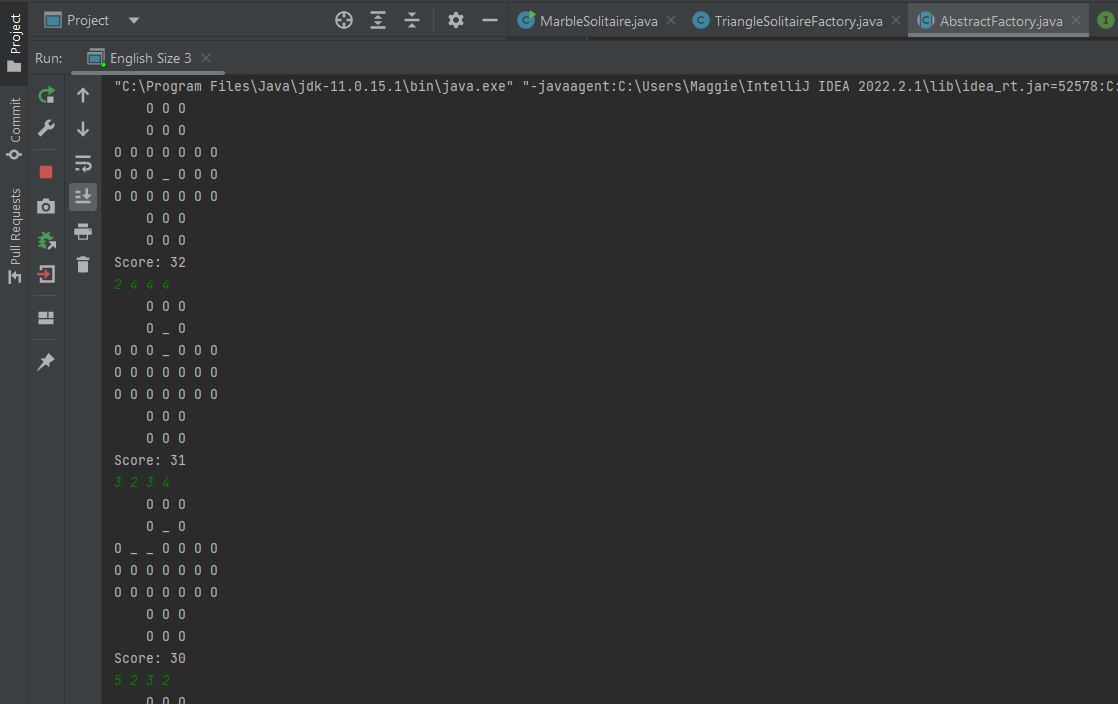 Project
MarbleSolitaire.java
TriangleSolitaireFactory.java
AbstractFactory.java
Project
Commit
Pull Requests
Run:
English Size 3
"C:\Program Files\Java\jdk-11.0.15.1\bin\java.exe" "-javaagent:C:\Users\Maggie\IntelliJ IDEA 2022.2.1\lib\idea_rt.jar=52578:C:
    O O O
    O O O
O O O O O O O
O O O _ O O O
O O O O O O O
    O O O
    O O O
Score: 32
2 4 4 4
    O O O
    O _ O
O O O _ O O O
O O O O O O O
O O O O O O O
    O O O
    O O O
Score: 31
3 2 3 4
    O O O
    O _ O
O _ _ O O O O
O O O O O O O
O O O O O O O
    O O O
    O O O
Score: 30
5 2 3 2
    O O O